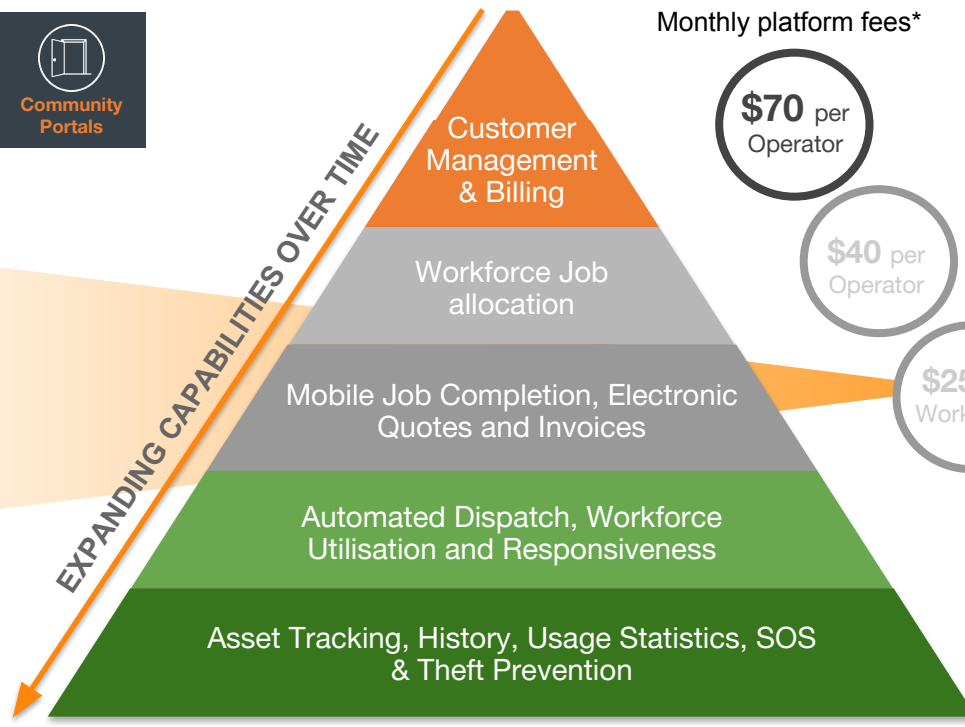 Community
Portals
EXPANDING CAPABILITIES OVER TIME
Monthly platform fees*
$70 per
Operator
$40 per
Operator
$25
Customer
Management
& Billing
Workforce Job
allocation
Mobile Job Completion, Electronic
Quotes and Invoices
Automated Dispatch, Workforce
Utilisation and Responsiveness
Asset Tracking, History, Usage Statistics, SOS
& Theft Prevention